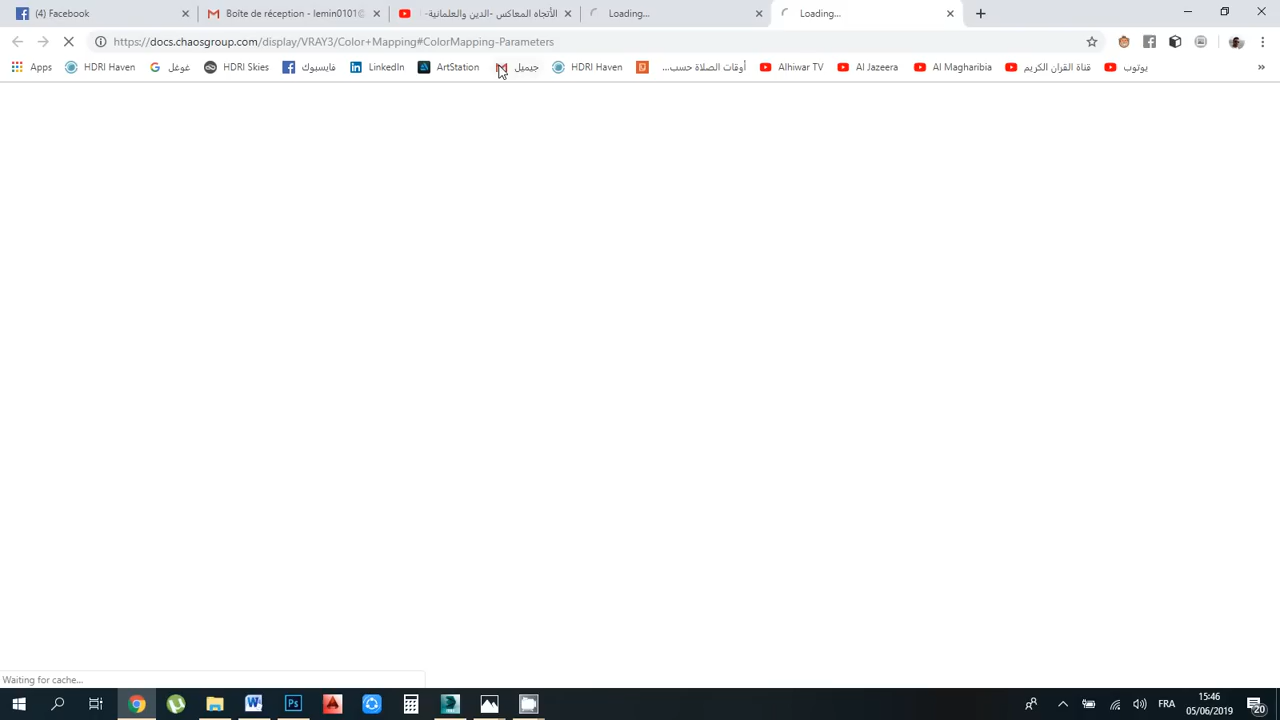 (4) Facebook
Boîte de réception - lemin0101@
الأتجاه المعاكس -الدين والعلمانية-
Loading...
Loading...
https://docs.chaosgroup.com/display/VRAY3/Color+Mapping#ColorMapping-Parameters
Apps
HDRI Haven
غوغل
HDRI Skies
فايسبوك
LinkedIn
ArtStation
جيميل
HDRI Haven
أوقات الصلاة حسب...
Alhiwar TV
Al Jazeera
Al Magharibia
قناة القران الكريم
يوتوب
»
Waiting for cache...
Ps
FRA
15:46
05/06/2019
20